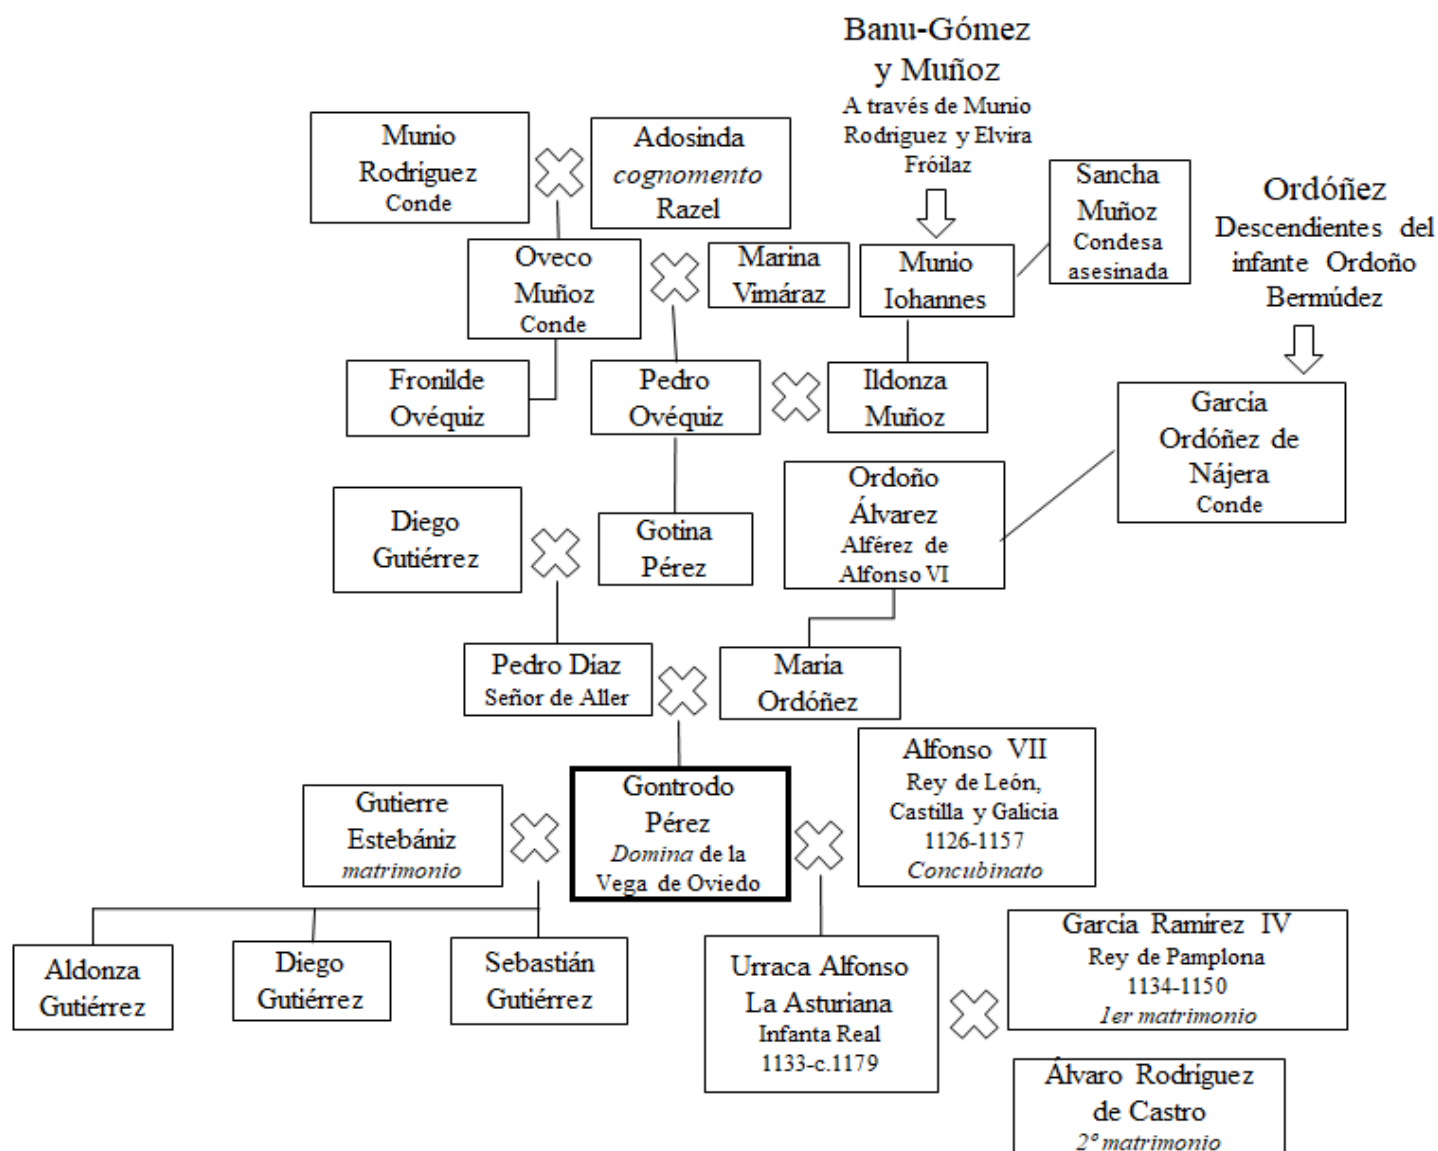 Banu-Gómez
y Muñoz
A través de Munio
Rodriguez y Elvira
Fróilaz
Munio
Rodríguez
Conde
Adosinda
cognomento
Razel
Sancha
Muñoz
Condesa
asesinada
Ordóñez
Descendientes del
infante Ordoño
Bermúdez
Oveco
Muñoz
Conde
Marina
Vimáraz
Munio
Iohannes
Fronilde
Ovéquiz
Pedro
Ovéquiz
Ildonza
Muñoz
García
Ordóñez de
Nájera
Conde
Ordoño
Álvarez
Alférez de
Alfonso VI
Diego
Gutiérrez
Gotina
Pérez
Pedro Díaz
Señor de Aller
María
Ordóñez
Alfonso VII
Rey de León,
Castilla y Galicia
1126-1157
Concubinato
Gutierre
Estebániz
matrimonio
Gontrodo
Pérez
Domina de la
Vega de Oviedo
Aldonza
Gutiérrez
Diego
Gutiérrez
Sebastián
Gutiérrez
Urraca Alfonso
La Asturiana
Infanta Real
1133-c.1179
García Ramírez IV
Rey de Pamplona
1134-1150
1er matrimonio
Álvaro Rodríguez
de Castro
2º matrimonio